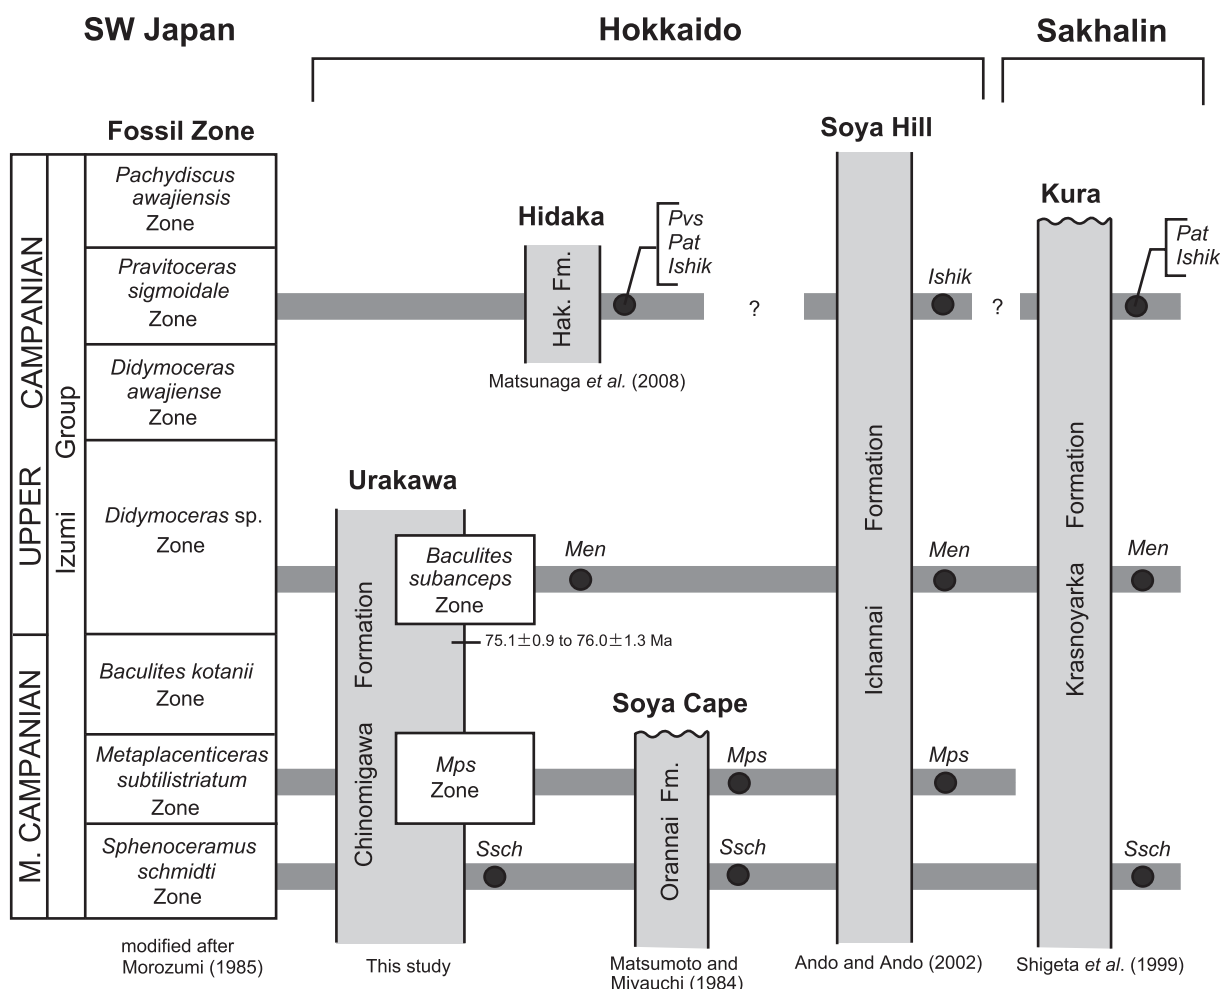 SW Japan
Hokkaido
Sakhalin
Fossil Zone
UPPER CAMPANIAN
M. CAMPANIAN
Izumi Group
Pachydiscus
awajiensis
Zone
Pravitoceras
sigmoidale
Zone
Didymoceras
awajiense
Zone
Didymoceras sp.
Zone
Baculites kotanii
Zone
Metaplacenticeras
subtilistriatum
Zone
Sphenoceramus
schmidti
Zone
modified after
Morozumi (1985)
Urakawa
Chinomigawa Formation
Baculites
subanceps
Zone
Men
75.1±0.9 to 76.0±1.3 Ma
Mps
Zone
Ssch
This study
Hidaka
Hak. Fm.
Pvs
Pat
Ishik
?
Matsunaga et al. (2008)
Soya Cape
Orannai Fm.
Mps
Ssch
Matsumoto and
Miyauchi (1984)
Soya Hill
Ichannai Formation
Ishik
?
Men
Mps
Ando and Ando (2002)
Kura
Krasnoyarka Formation
Pat
Ishik
Men
Ssch
Shigeta et al. (1999)